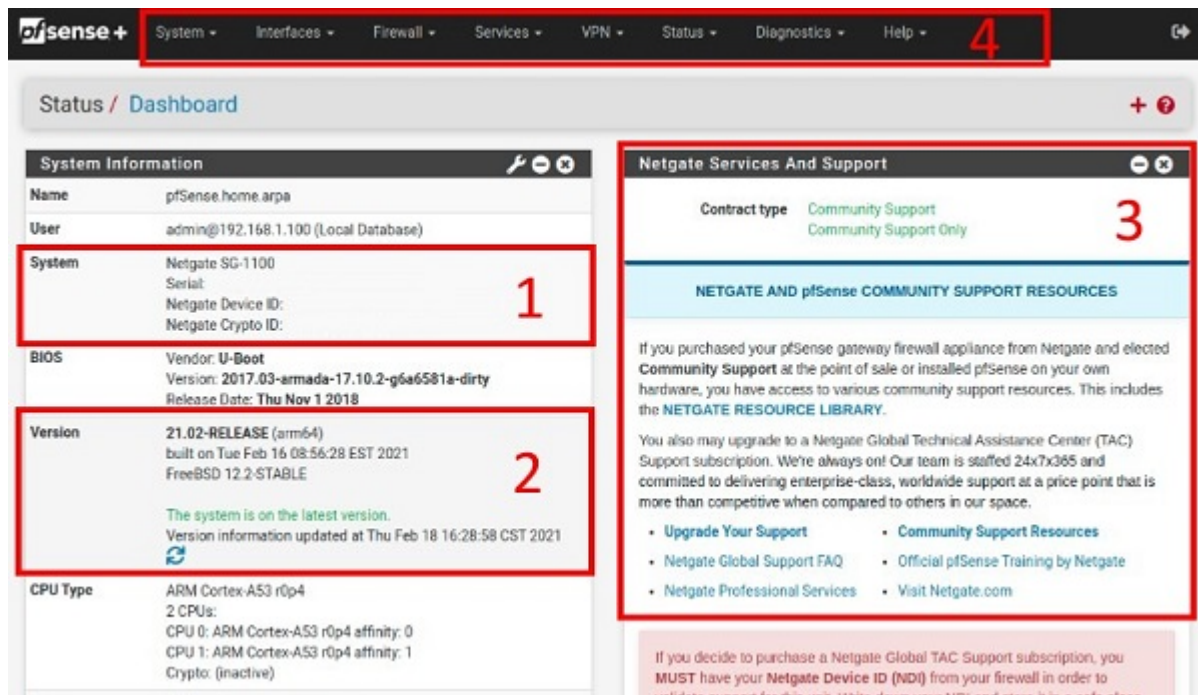 pfsense +
System
Interfaces
Firewall
Services
VPN
Status
Diagnostics
Help
4
Status / Dashboard
System Information
Name
pfSense.home.arpa
User
admin@192.168.1.100 (Local Database)
System
Netgate SG-1100
Serial:
Netgate Device ID:
Netgate Crypto ID:
1
BIOS
Vendor: U-Boot
Version: 2017.03-armada-17.10.2-g6a6581a-dirty
Release Date: Thu Nov 1 2018
Version
21.02-RELEASE (arm64)
built on Tue Feb 16 08:56:28 EST 2021
FreeBSD 12.2-STABLE
2
The system is on the latest version.
Version information updated at Thu Feb 18 16:28:58 CST 2021
CPU Type
ARM Cortex-A53 r0p4
2 CPUs:
CPU 0: ARM Cortex-A53 r0p4 affinity: 0
CPU 1: ARM Cortex-A53 r0p4 affinity: 1
Crypto: (inactive)
Netgate Services And Support
Contract type
Community Support
Community Support Only
3
NETGATE AND pfSense COMMUNITY SUPPORT RESOURCES
If you purchased your pfSense gateway firewall appliance from Netgate and elected
Community Support at the point of sale or installed pfSense on your own
hardware, you have access to various community support resources. This includes
the NETGATE RESOURCE LIBRARY.
You also may upgrade to a Netgate Global Technical Assistance Center (TAC)
Support subscription. We're always on! Our team is staffed 24x7x365 and
committed to delivering enterprise-class, worldwide support at a price point that is
more than competitive when compared to others in our space.
Upgrade Your Support
Community Support Resources
Netgate Global Support FAQ
Official pfSense Training by Netgate
Netgate Professional Services
Visit Netgate.com
If you decide to purchase a Netgate Global TAC Support subscription, you
MUST have your Netgate Device ID (NDI) from your firewall in order to